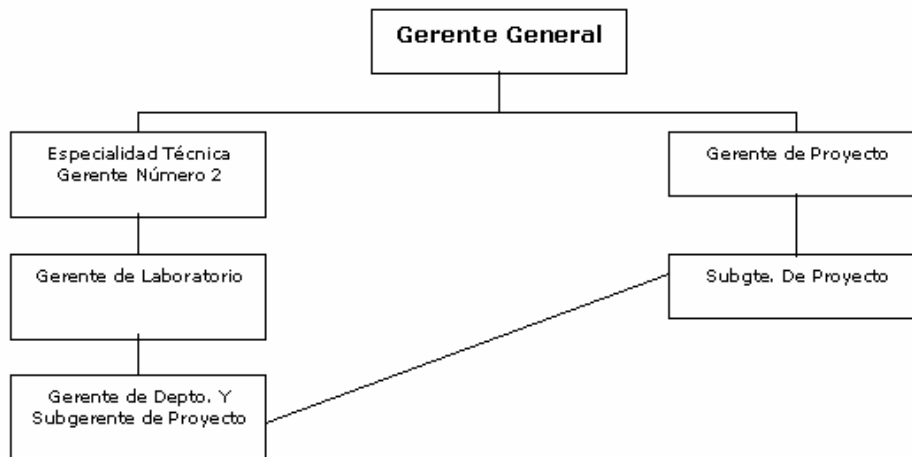 Gerente General
Especialidad Técnica
Gerente Número 2
Gerente de Proyecto
Gerente de Laboratorio
Subgte. De Proyecto
Gerente de Depto. Y
Subgerente de Proyecto